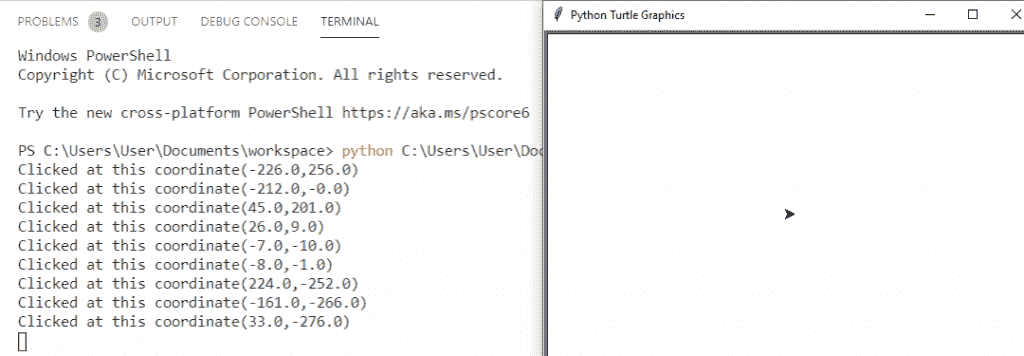 PROBLEMS 3 OUTPUT DEBUG CONSOLE TERMINAL
Windows PowerShell
Copyright (C) Microsoft Corporation. All rights reserved.
Try the new cross-platform PowerShell https://aka.ms/pscore6
PS C:\Users\User\Documents\workspace> python C:\Users\User\Doc
Clicked at this coordinate(-226.0,256.0)
Clicked at this coordinate(-212.0,-0.0)
Clicked at this coordinate(45.0,201.0)
Clicked at this coordinate(26.0,9.0)
Clicked at this coordinate(-7.0,-10.0)
Clicked at this coordinate(-8.0,-1.0)
Clicked at this coordinate(224.0,-252.0)
Clicked at this coordinate(-161.0,-266.0)
Clicked at this coordinate(33.0,-276.0)
Python Turtle Graphics